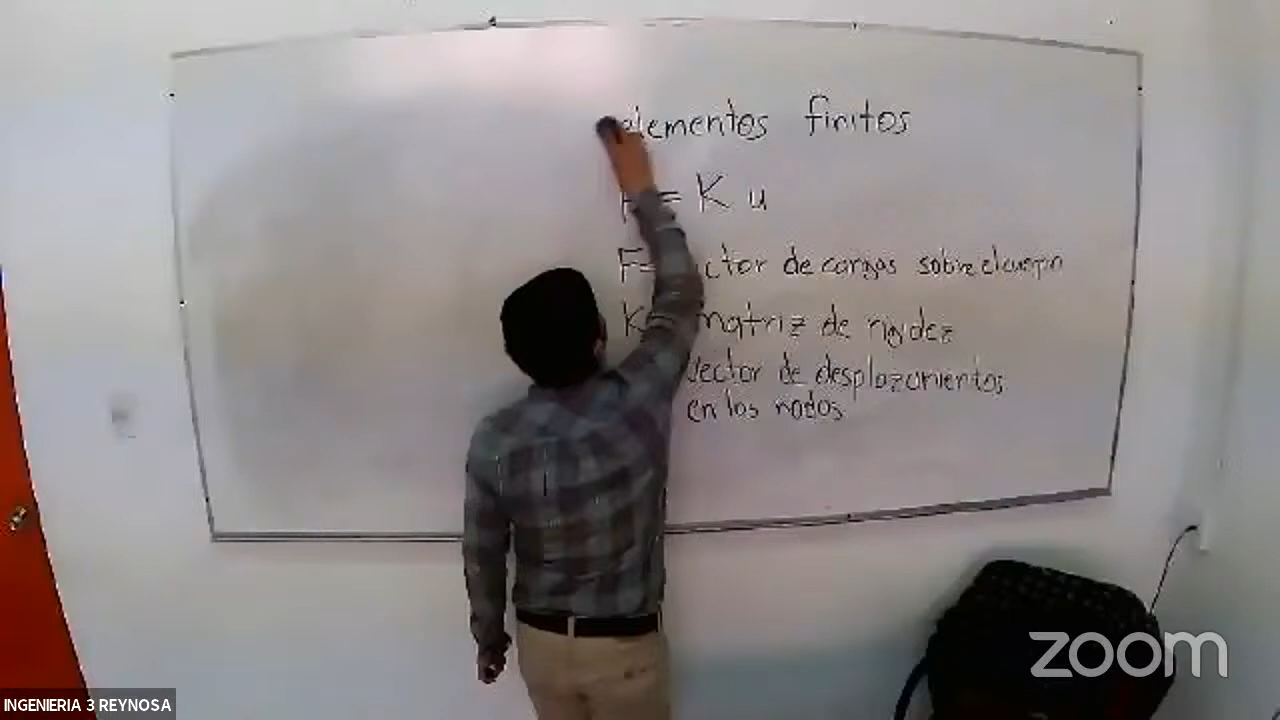 elementos finitos
= K u
F= ctor de cargas sobre el cuerpo
K= matriz de rigidez
vector de desplazamientos
en los nodos
zoom
INGENIERIA 3 REYNOSA